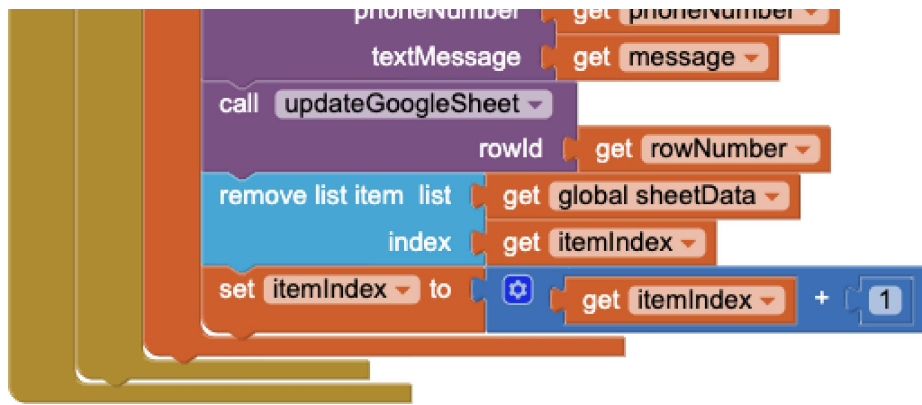 phoneNumber get phoneNumber
textMessage get message
call updateGoogleSheet
rowId get rowNumber
remove list item list get global sheetData
index get itemIndex
set itemIndex to get itemIndex + 1